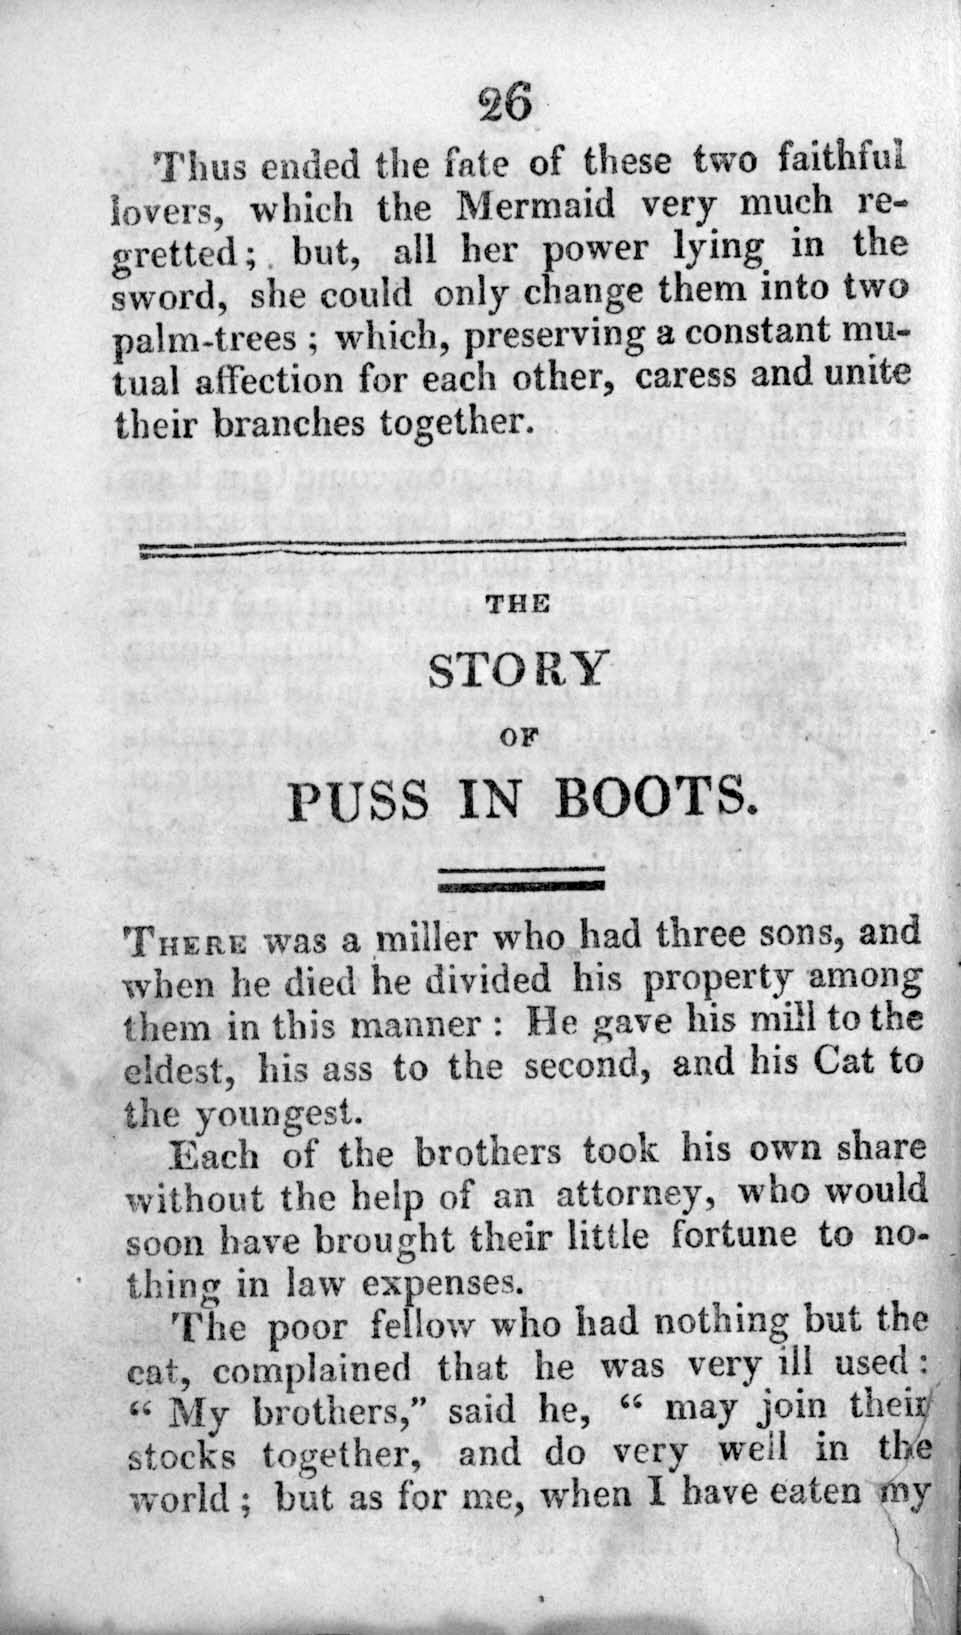 26
Thus ended the fate of these two faithful
lovers, which the Mermaid very much re-
gretted; but, all her power lying in the
sword, she could only change them into two
palm-trees ; which, preserving a constant mu-
tual affection for each other, caress and unite
their branches together.
THE
STORY
OF
PUSS IN BOOTS.
THERE was a miller who had three sons, and
when he died he divided his property among
them in this manner : He gave his mill to the
eldest, his ass to the second, and his Cat to
the youngest.
Each of the brothers took his own share
without the help of an attorney, who would
soon have brought their little fortune to no-
thing in law expenses.
The poor fellow who had nothing but the
cat, complained that he was very ill used :
“ My brothers,” said he, “ may join their
stocks together, and do very well in the
world ; but as for me, when I have eaten my